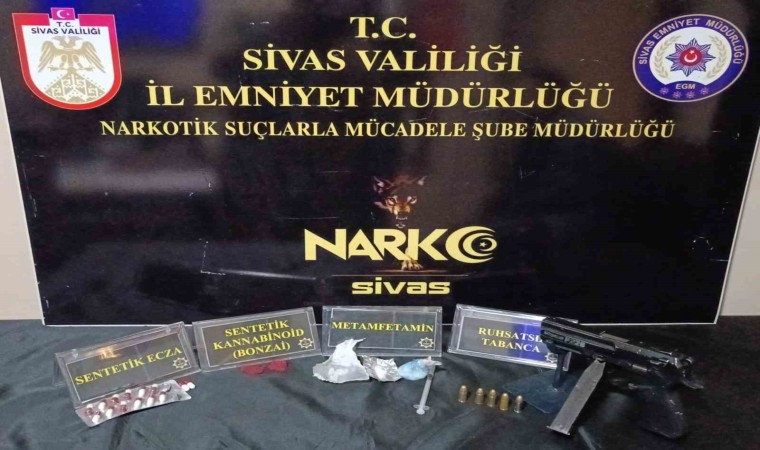 T.C.
SİVAS VALİLİĞİ
T.C.
SİVAS VALİLİĞİ
İL EMNİYET MÜDÜRLÜĞÜ
NARKOTİK SUÇLARLA MÜCADELE ŞUBE MÜDÜRLÜĞÜ
SİVAS EMNİYET MÜDÜRLÜĞÜ
EGM
NARKO
sivas
SENTETİK ECZA
SENTETİK
KANNABİNOİD
(BONZAİ)
METAMFETAMİN
TABANCA